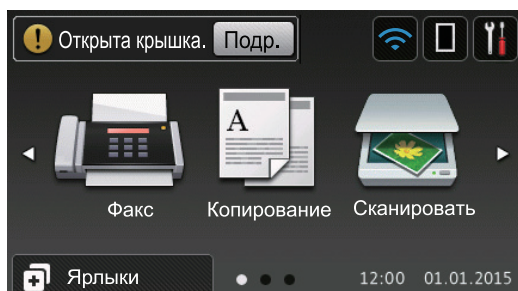 Открыта крышка. Подр.
A
Факс Копирование Сканировать
Ярлыки 12:00 01.01.2015